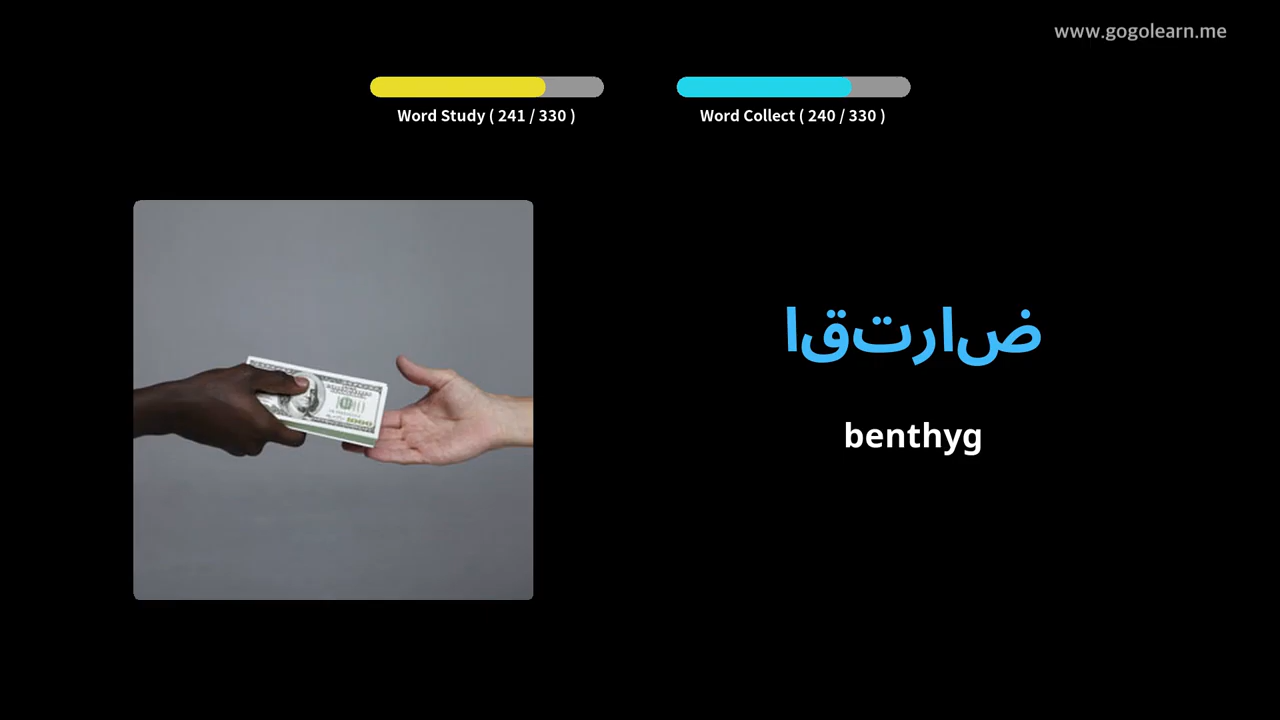 www.gogolearn.me
Word Study ( 241 / 330 )
Word Collect ( 240 / 330 )
اقتراض
benthyg